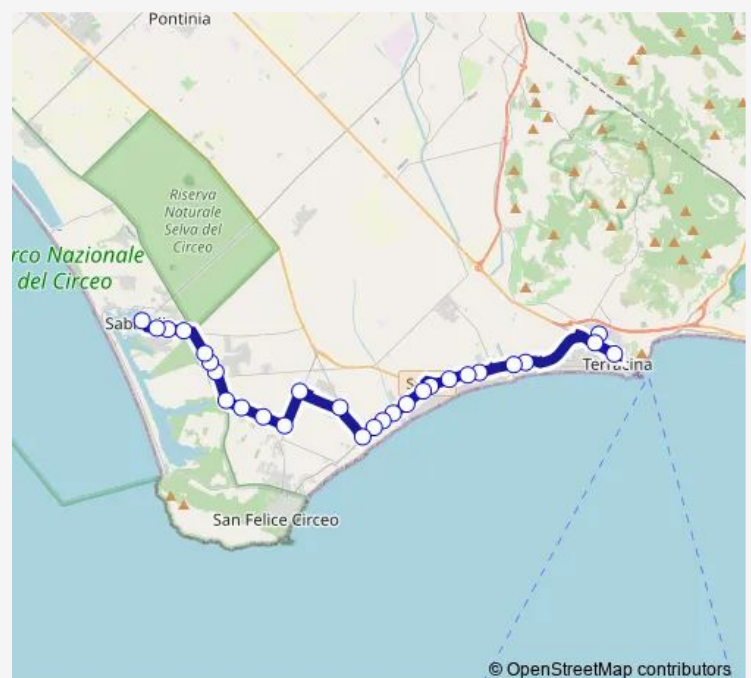 Pontinia
Riserva
Naturale
Selva del
Circeo
rco Nazionale
del Circeo
Terracina
San Felice Circeo
© OpenStreetMap contributors